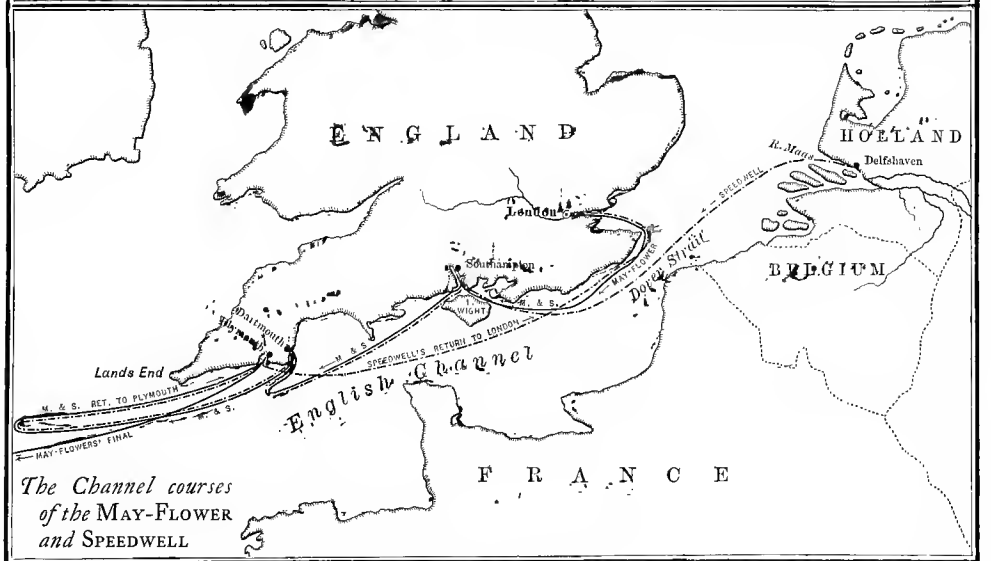 ENGLAND
HOLLAND
R. Maas
Delfshaven
SPEEDWELL
London
BELGIUM
MAY-FLOWER
Dover Strait
Southampton
I. WIGHT
M. & S.
Dartmouth
Plymouth
M. & S.
SPEEDWELL'S RETURN TO LONDON
English Channel
Lands End
M. & S. RET. TO PLYMOUTH
M. & S.
MAY-FLOWERS' FINAL
FRANCE
The Channel courses
of the MAY-FLOWER
and SPEEDWELL